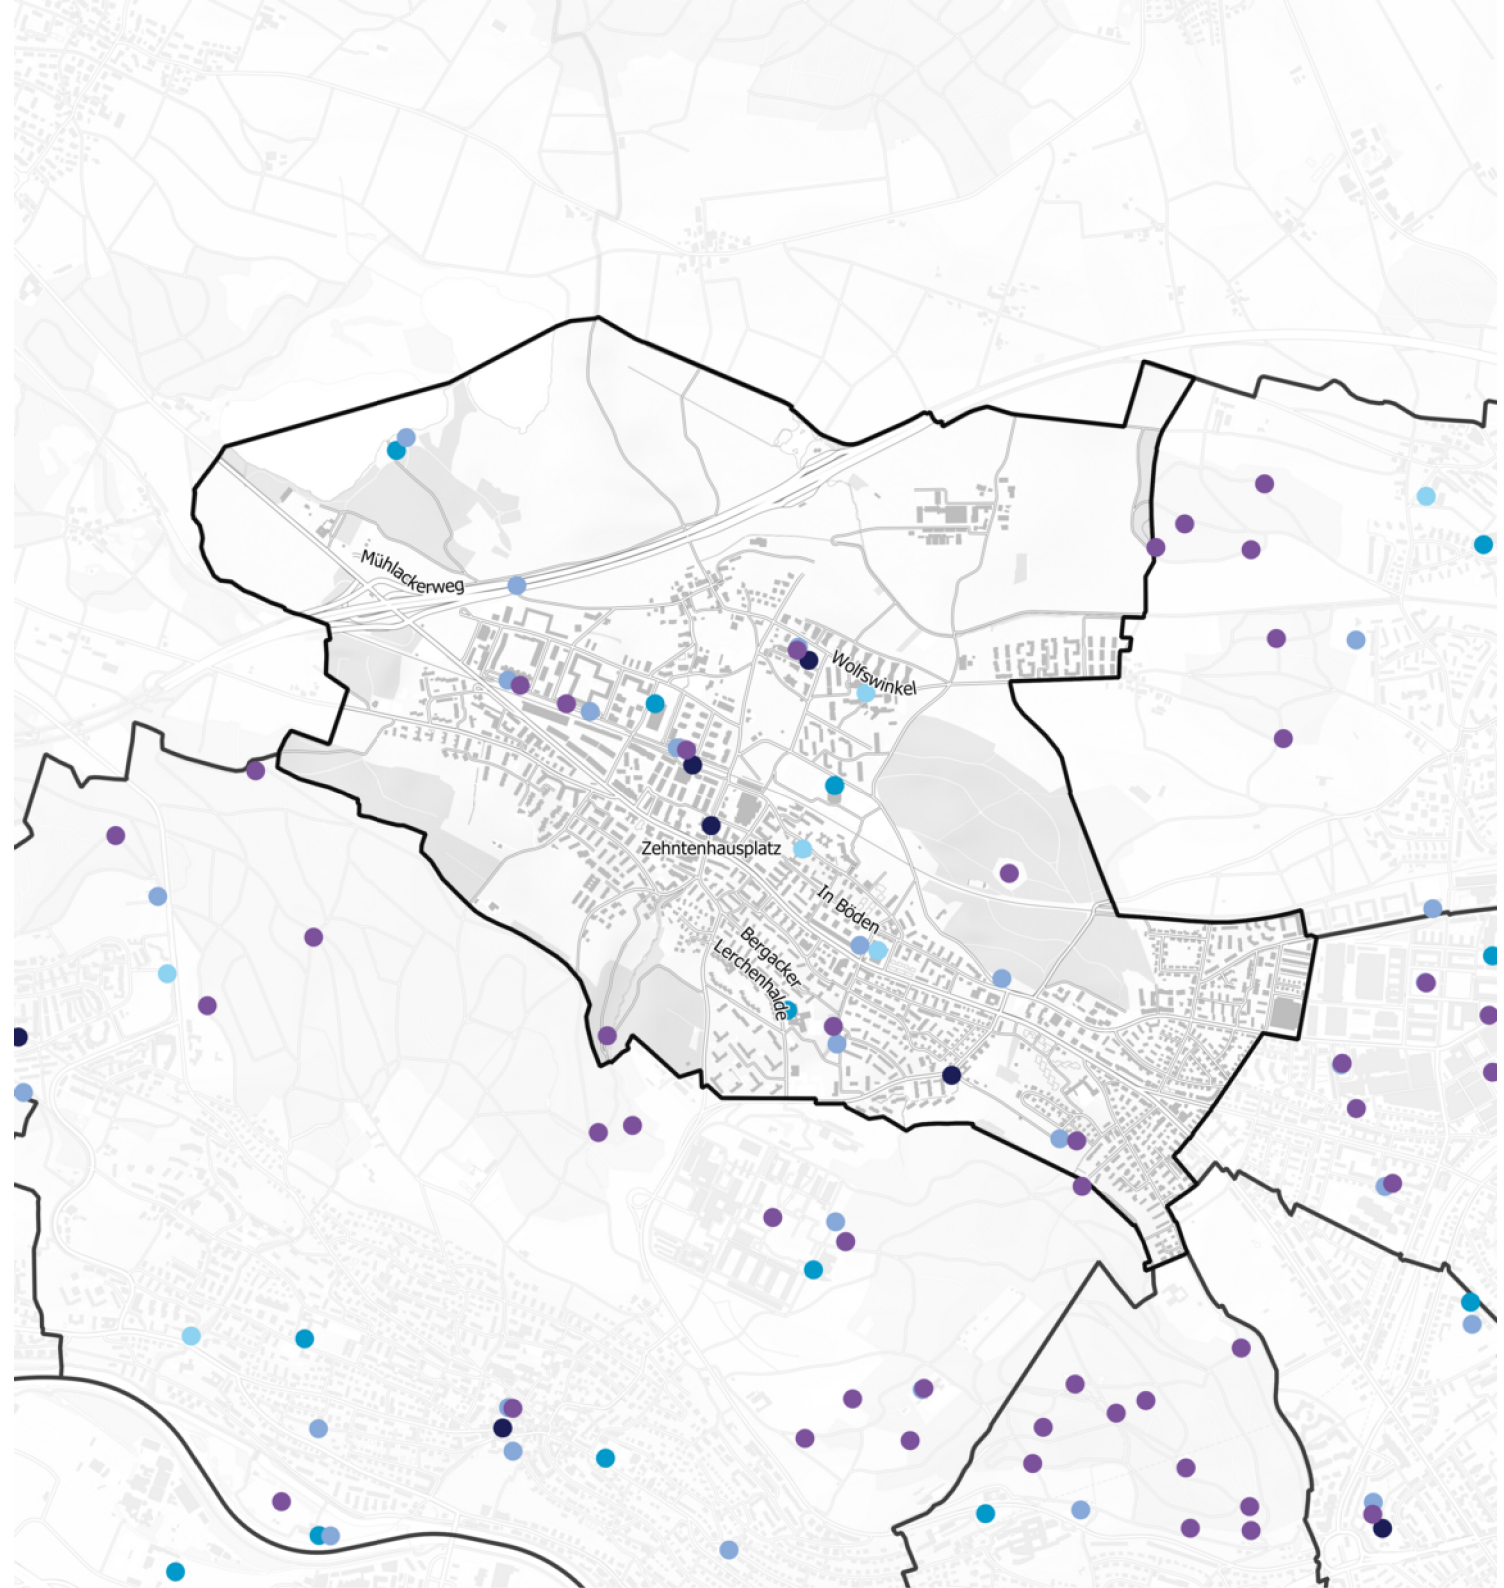 Mühlackerweg
Wolfswinkel
Zehntenhausplatz
In Böden
Bergacker
Lerchenhalde